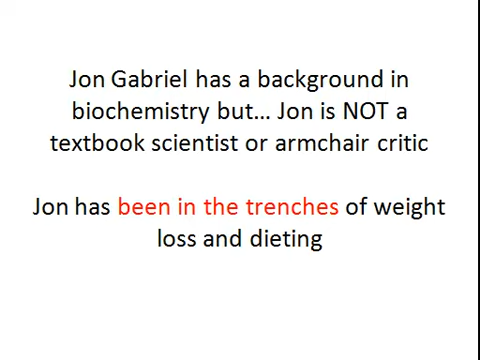 Jon Gabriel has a background in
biochemistry but… Jon is NOT a
textbook scientist or armchair critic
Jon has been in the trenches of weight
loss and dieting